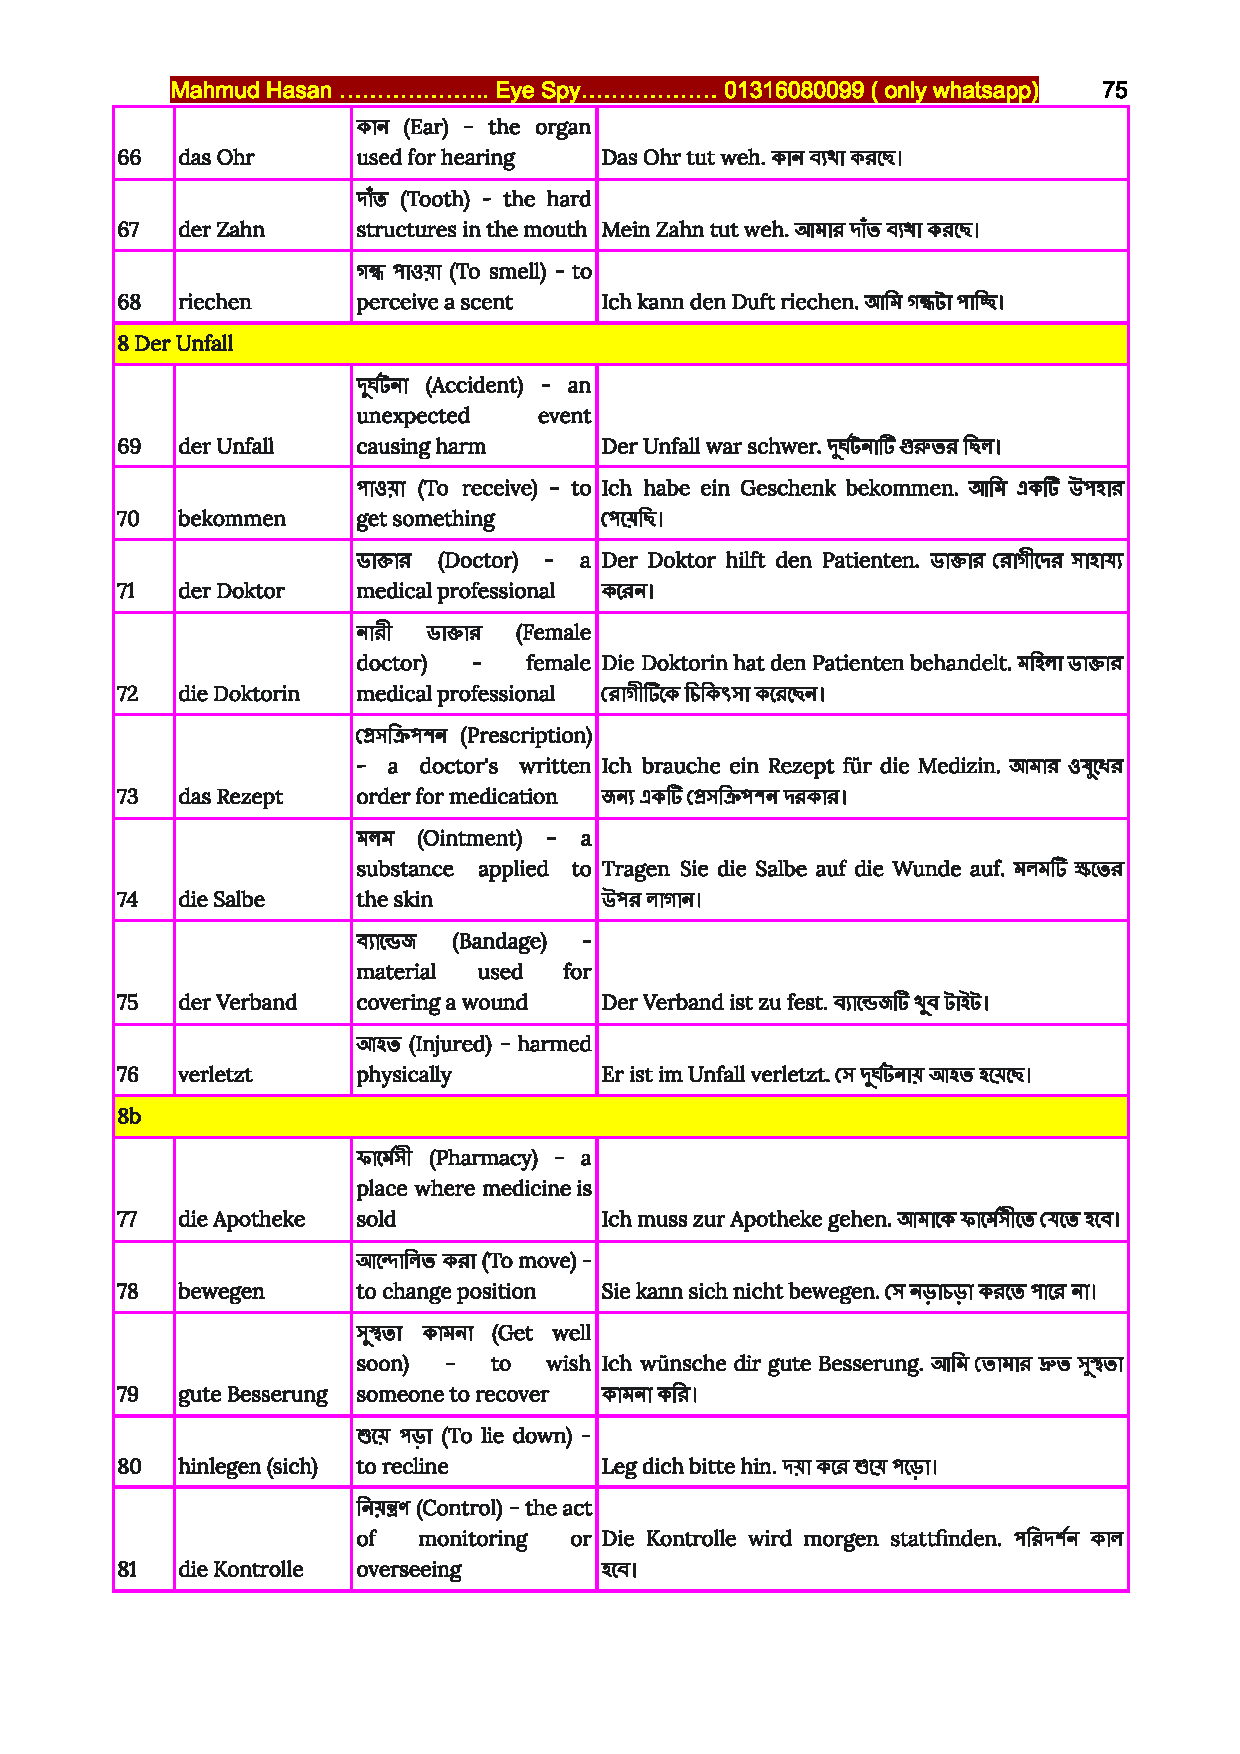 Mahmud Hasan ……………….. Eye Spy……………… 01316080099 ( only whatsapp) 75
কান (Ear) - the organ
66 das Ohr used for hearing Das Ohr tut weh. কান ব্যথা করছে।
দাঁত (Tooth) - the hard
67 der Zahn structures in the mouth Mein Zahn tut weh. আমার দাঁত ব্যথা করছে।
গন্ধ পাওয়া (To smell) - to
68 riechen perceive a scent Ich kann den Duft riechen. আমি গন্ধটা পাচ্ছি।
8 Der Unfall
দুর্ঘটনা (Accident) - an
unexpected event
69 der Unfall causing harm Der Unfall war schwer. দুর্ঘটনাটি গুরুতর ছিল।
পাওয়া (To receive) - to Ich habe ein Geschenk bekommen. আমি একটি উপহার
70 bekommen get something পেয়েছি।
ডাক্তার (Doctor) - a Der Doktor hilft den Patienten. ডাক্তার রোগীদের সাহায্য
71 der Doktor medical professional করেন।
নারী ডাক্তার (Female
doctor) - female Die Doktorin hat den Patienten behandelt. মহিলা ডাক্তার
72 die Doktorin medical professional রোগীটিকে চিকিৎসা করেছেন।
প্রেসক্রিপশন (Prescription)
- a doctor's written Ich brauche ein Rezept für die Medizin. আমার ওষুধের
73 das Rezept order for medication জন্য একটি প্রেসক্রিপশন দরকার।
মলম (Ointment) - a
substance applied to Tragen Sie die Salbe auf die Wunde auf. মলমটি ক্ষতের
74 die Salbe the skin উপর লাগান।
ব্যান্ডেজ (Bandage) -
material used for
75 der Verband covering a wound Der Verband ist zu fest. ব্যান্ডেজটি খুব টাইট।
আহত (Injured) - harmed
76 verletzt physically Er ist im Unfall verletzt. সে দুর্ঘটনায় আহত হয়েছে।
8b
ফার্মেসী (Pharmacy) - a
place where medicine is
77 die Apotheke sold Ich muss zur Apotheke gehen. আমাকে ফার্মেসীতে যেতে হবে।
আন্দোলিত করা (To move) -
78 bewegen to change position Sie kann sich nicht bewegen. সে নড়াচড়া করতে পারে না।
সুস্থতা কামনা (Get well
soon) - to wish Ich wünsche dir gute Besserung. আমি তোমার দ্রুত সুস্থতা
79 gute Besserung someone to recover কামনা করি।
শুয়ে পড়া (To lie down) -
80 hinlegen (sich) to recline Leg dich bitte hin. দয়া করে শুয়ে পড়ো।
নিয়ন্ত্রণ (Control) - the act
of monitoring or Die Kontrolle wird morgen stattfinden. পরিদর্শন কাল
81 die Kontrolle overseeing হবে।